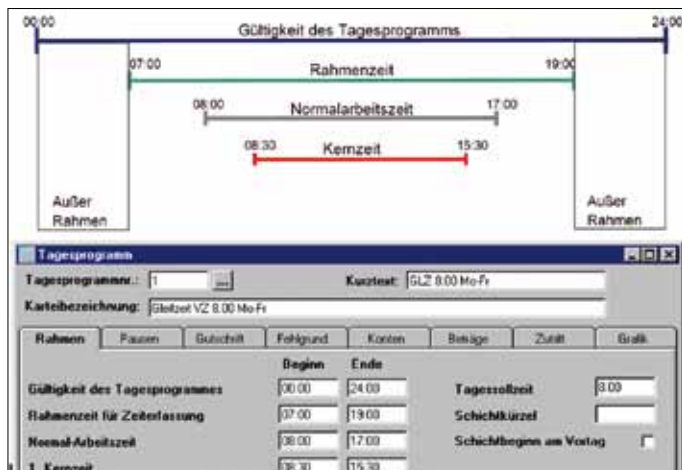 00:00 24:00
Gültigkeit des Tagesprogramms
07:00 19:00
Rahmenzeit
08:00 17:00
Normalarbeitszeit
08:30 15:30
Kernzeit
Außer Rahmen
Außer Rahmen
Tagesprogramm
Tagesprogrammnr.: 1 ... Kurztext: GLZ 8.00 Mo-Fr
Karteibezeichnung: Gleitzeit VZ 8.00 Mo-Fr
Rahmen Pausen Gutschrift Fehlgrund Konten Beträge Zutritt Grafik
Beginn Ende
Gültigkeit des Tagesprogrammes 00:00 24:00 Tagessollzeit 8.00
Rahmenzeit für Zeiterfassung 07:00 19:00 Schichtkürzel
Normal-Arbeitszeit 08:00 17:00 Schichtbeginn am Vortag
1. Kernzeit 08:30 15:30